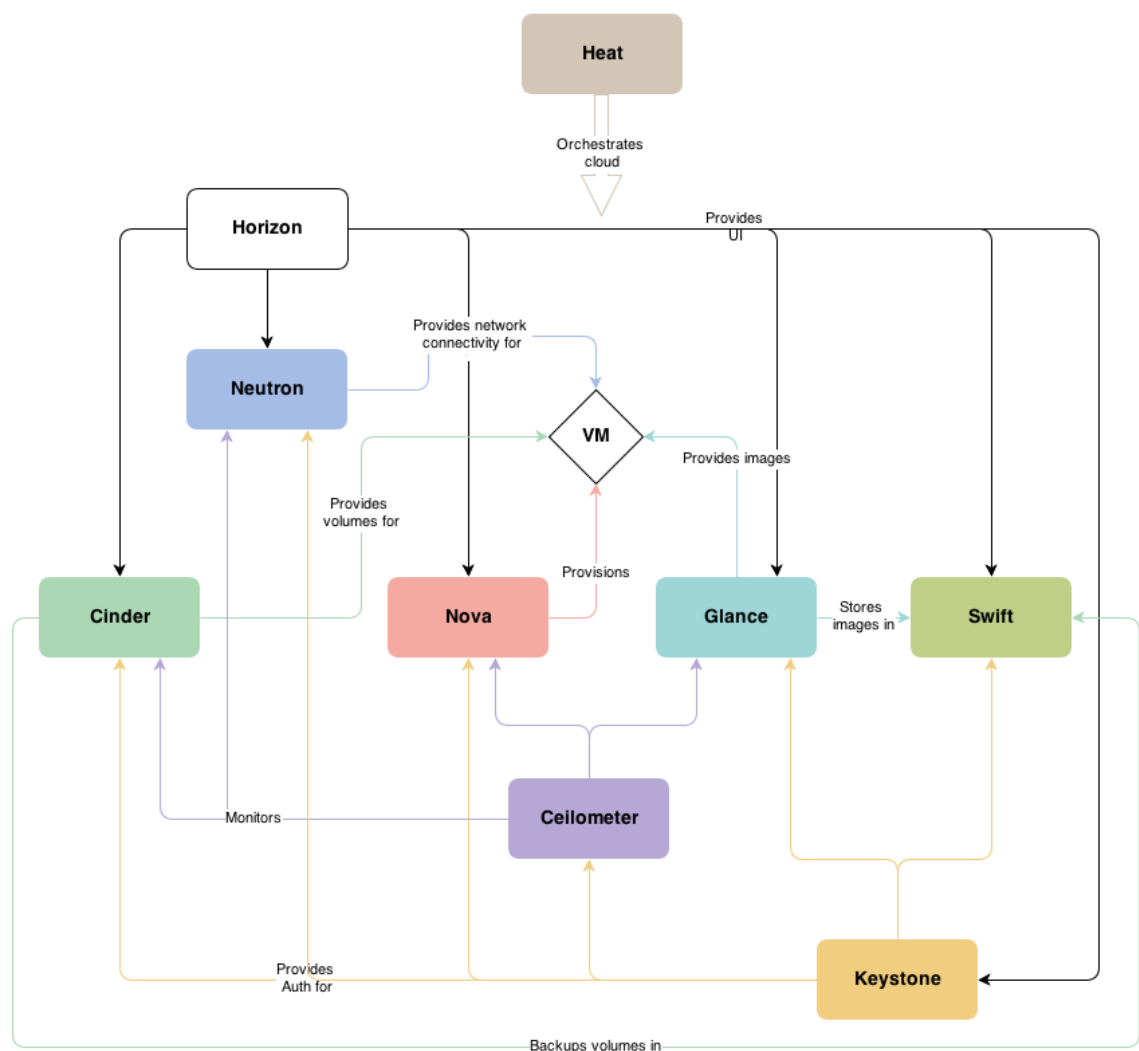 Heat
Orchestrates
cloud
Horizon
Provides
UI
Provides network
connectivity for
Neutron
VM
Provides images
Provides
volumes for
Provisions
Cinder
Nova
Glance
Stores
images in
Swift
Ceilometer
Monitors
Provides
Auth for
Keystone
Backups volumes in